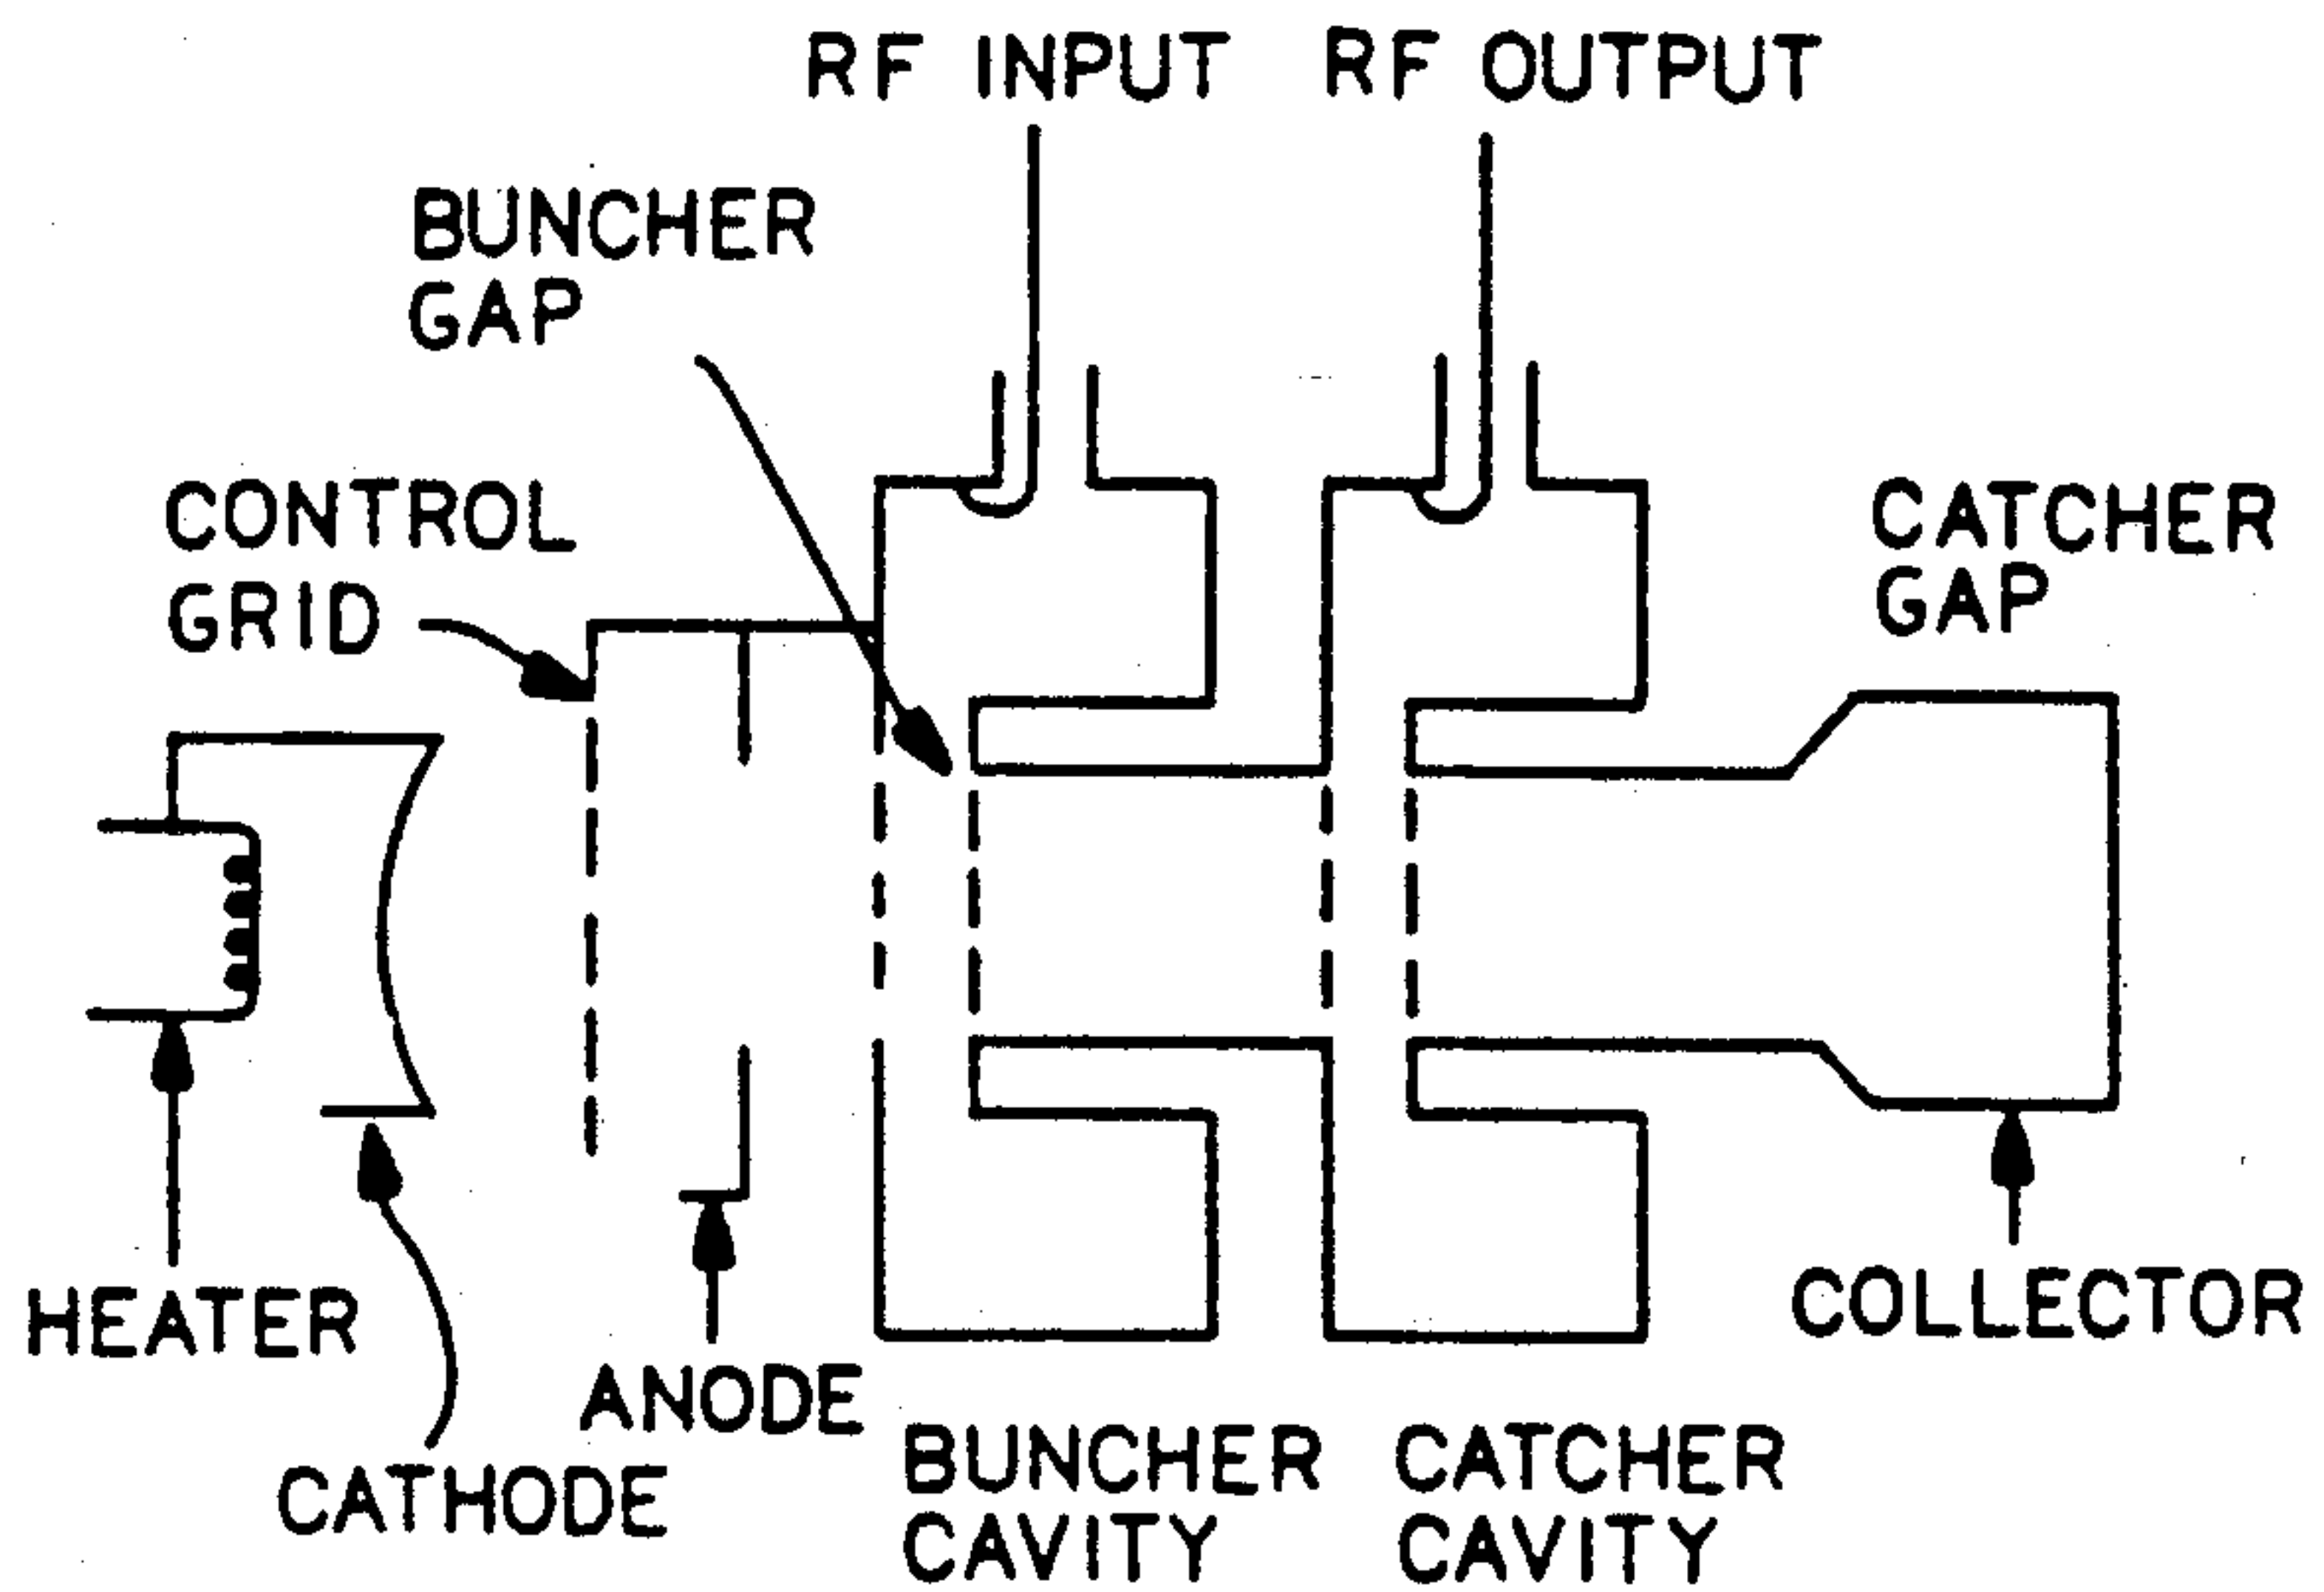 RF INPUT
RF OUTPUT
BUNCHER
GAP
CONTROL
GRID
CATCHER
GAP
HEATER
CATHODE
ANODE
BUNCHER
CAVITY
CATCHER
CAVITY
COLLECTOR